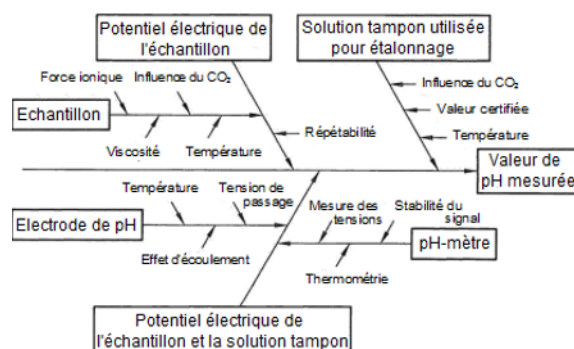 Potentiel électrique de
l'échantillon
Solution tampon utilisée
pour étalonnage
Force ionique
Influence du CO₂
Influence du CO₂
Echantillon
Valeur certifiée
Répétabilité
Température
Viscosité
Température
Valeur de
pH mesurée
Température
Tension de
passage
Mesure des
tensions
Stabilité du
signal
Electrode de pH
pH-mètre
Effet d'écoulement
Thermométrie
Potentiel électrique de
l'échantillon et la solution tampon